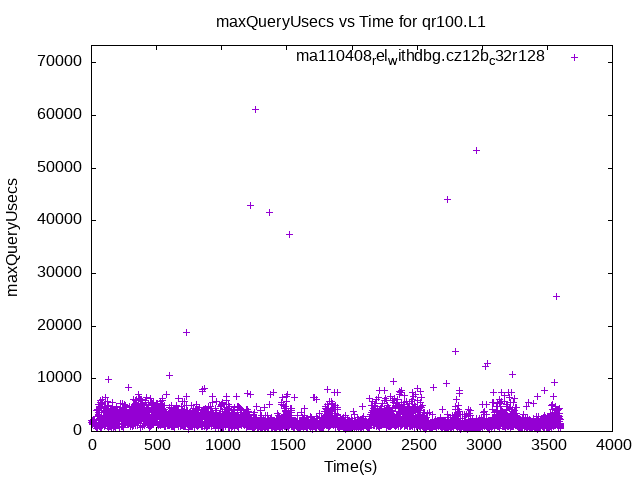 maxQueryUsecs vs Time for qr100.L1
ma110408relwithdbg.cz12bc32r128
70000
60000
50000
40000
30000
20000
10000
0
maxQueryUsecs
0 500 1000 1500 2000 2500 3000 3500 4000
Time(s)